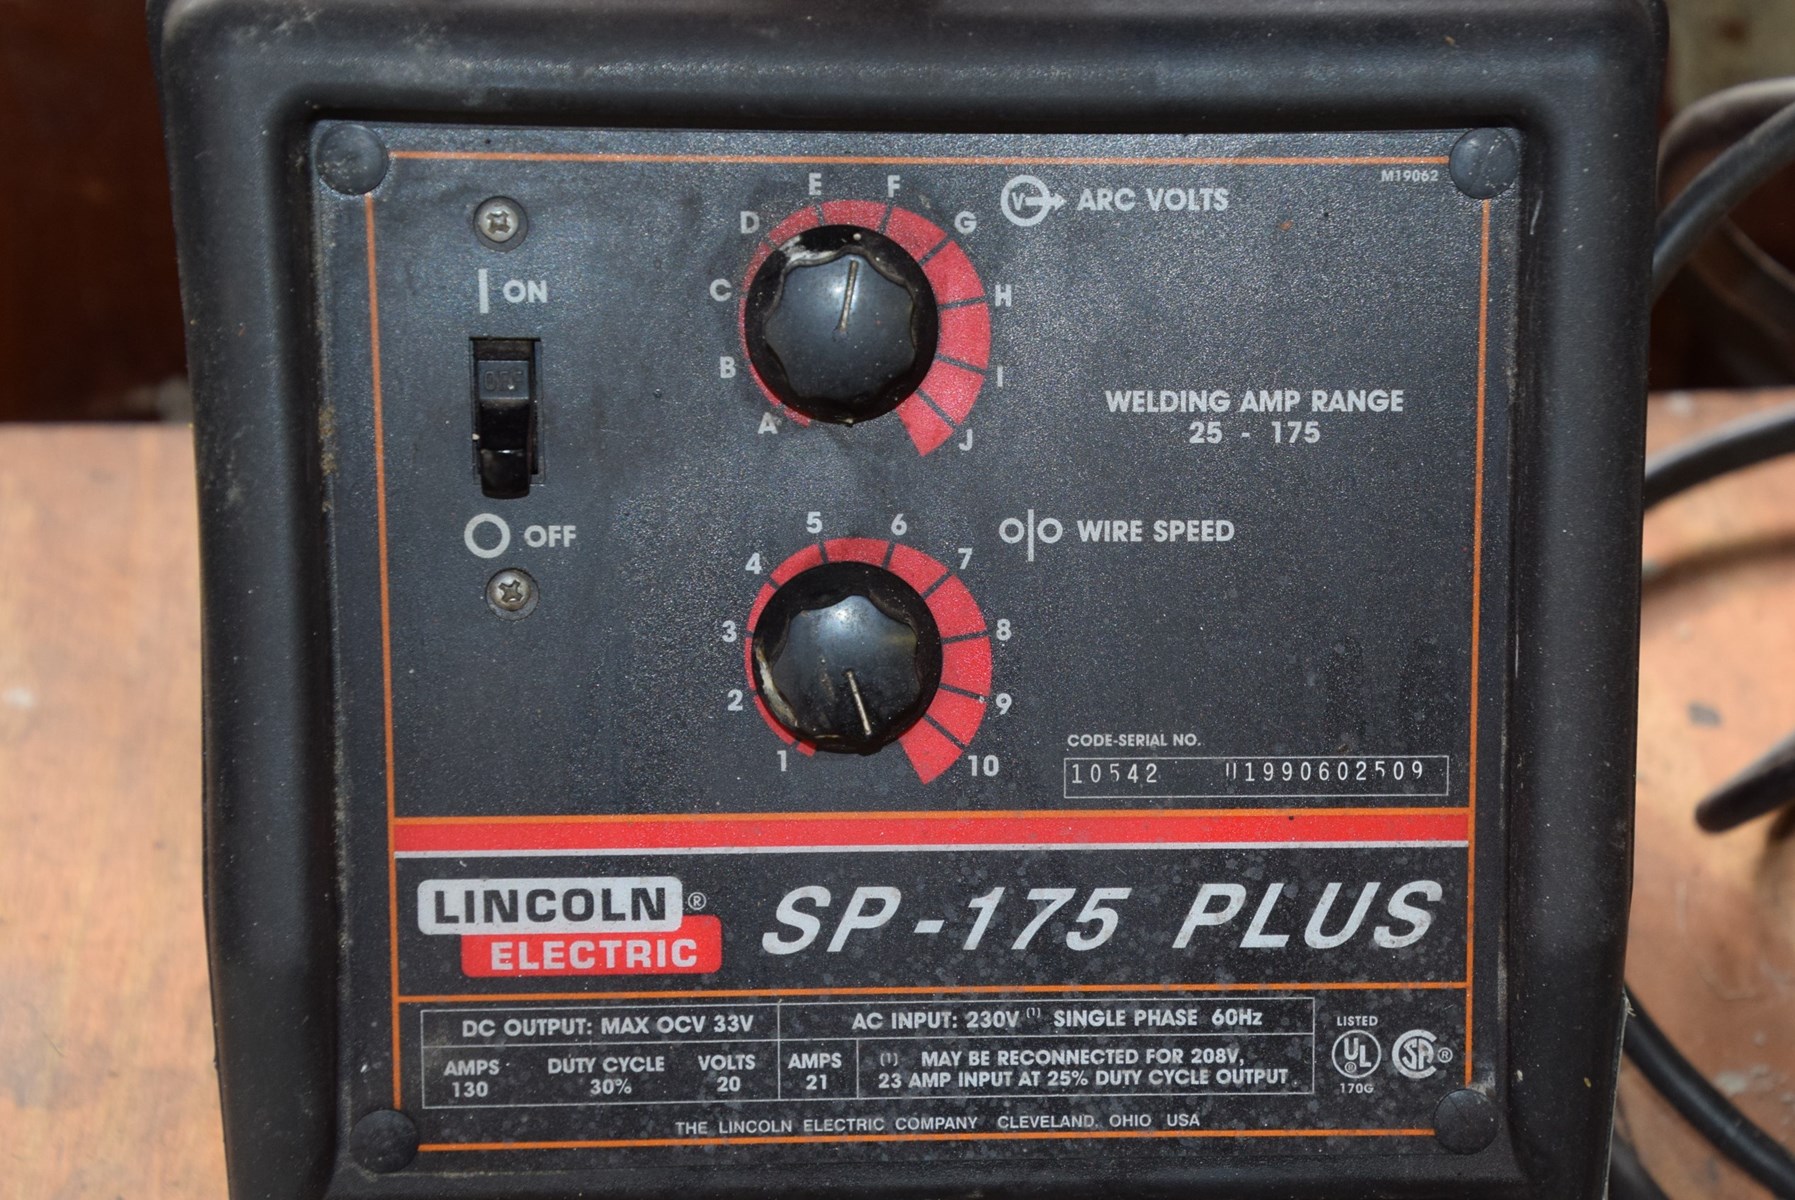 M19062
ON
OFF
OFF
ARC VOLTS
V
A
B
C
D
E
F
G
H
I
J
WELDING AMP RANGE
25 - 175
WIRE SPEED
1
2
3
4
5
6
7
8
9
10
CODE-SERIAL NO.
10542 U1990602509
LINCOLN ®
ELECTRIC
SP-175 PLUS
DC OUTPUT: MAX OCV 33V
AMPS DUTY CYCLE VOLTS
130 30% 20
AC INPUT: 230V (1) SINGLE PHASE 60Hz
AMPS
21
(1) MAY BE RECONNECTED FOR 208V,
23 AMP INPUT AT 25% DUTY CYCLE OUTPUT
LISTED
UL ®
170G
SP ®
THE LINCOLN ELECTRIC COMPANY CLEVELAND, OHIO USA